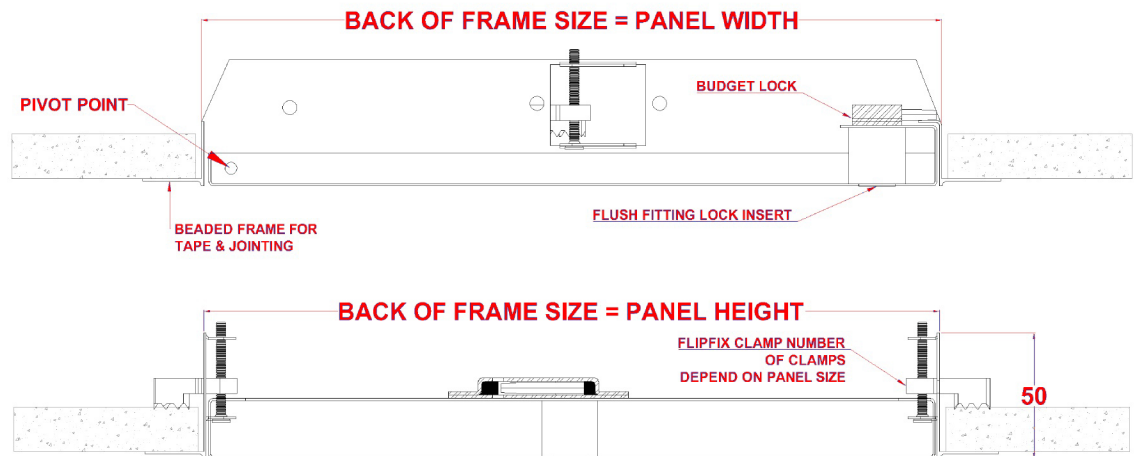 BACK OF FRAME SIZE = PANEL WIDTH
PIVOT POINT
BUDGET LOCK
FLUSH FITTING LOCK INSERT
BEADED FRAME FOR
TAPE & JOINTING
BACK OF FRAME SIZE = PANEL HEIGHT
FLIPFIX CLAMP NUMBER
OF CLAMPS
DEPEND ON PANEL SIZE
50